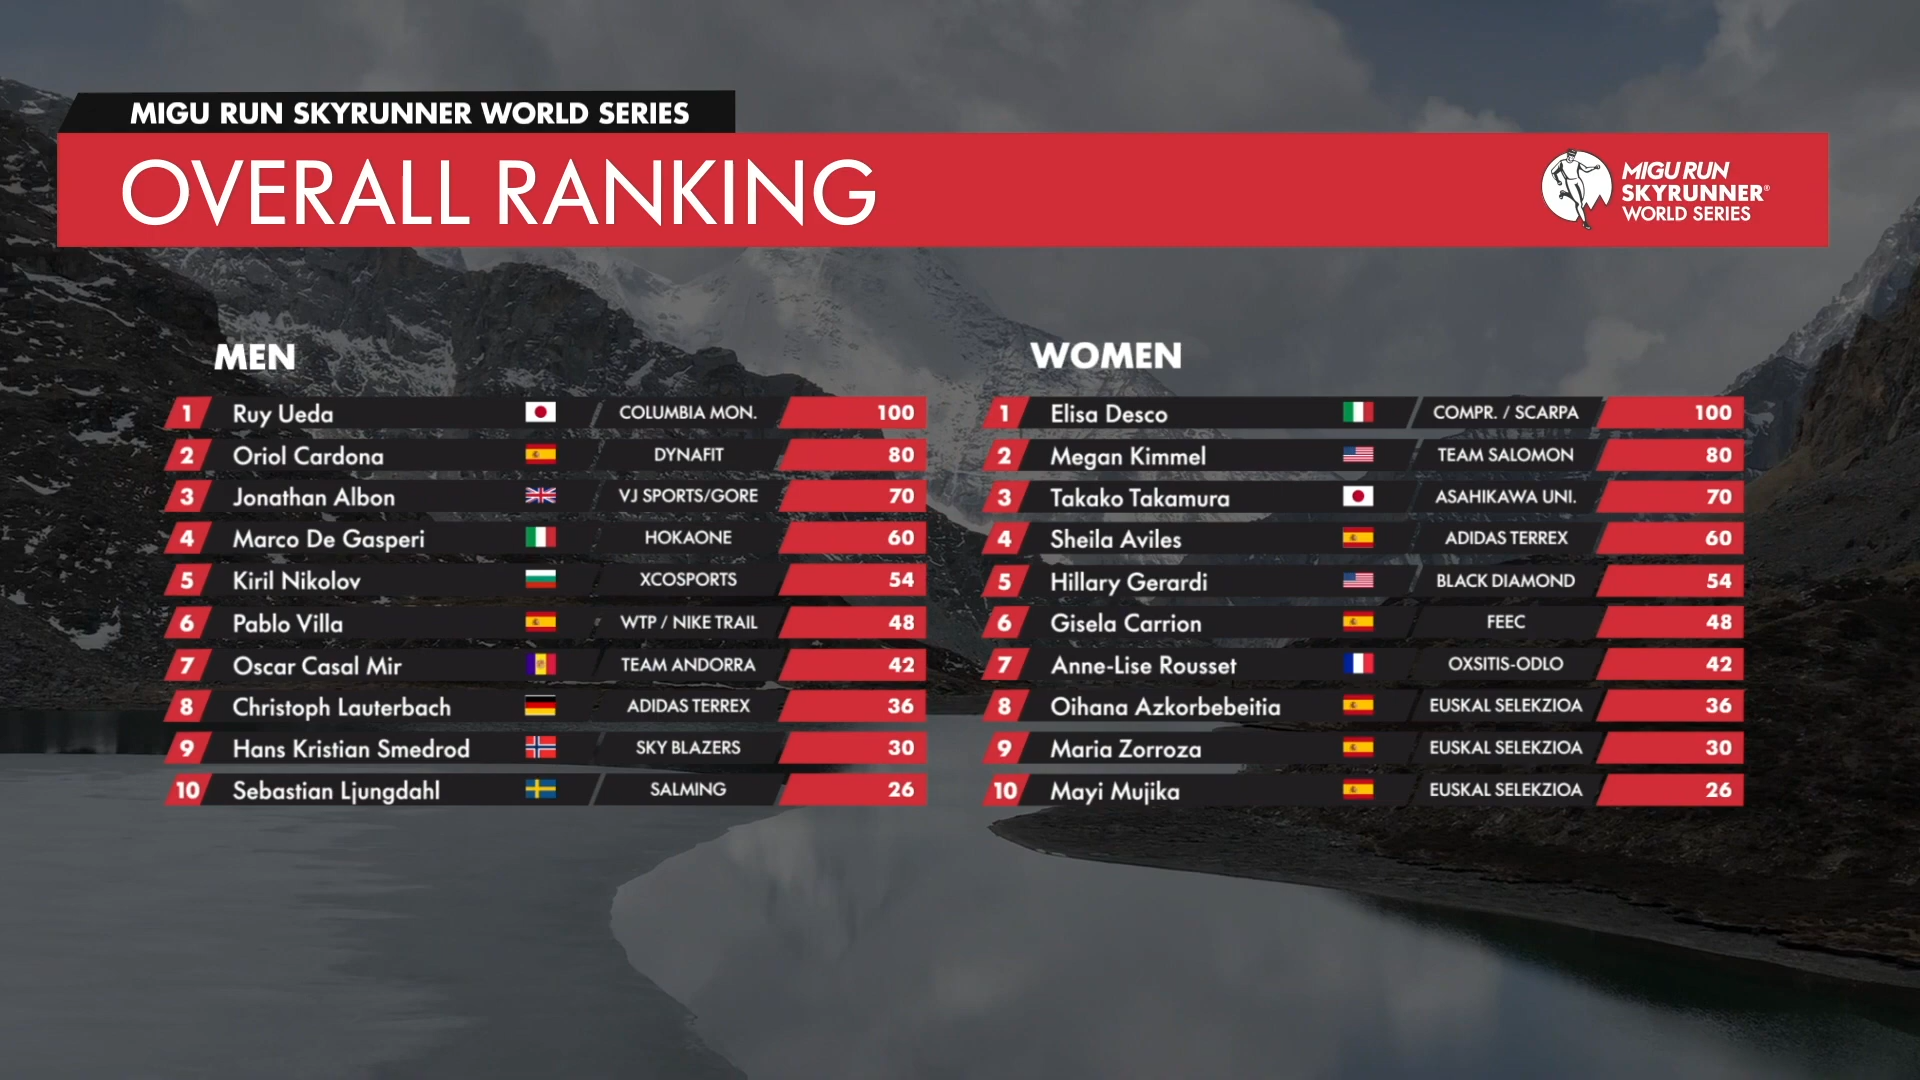 MIGU RUN SKYRUNNER WORLD SERIES
OVERALL RANKING
MIGU RUN
SKYRUNNER®
WORLD SERIES
MEN
1 Ruy Ueda COLUMBIA MON. 100
2 Oriol Cardona DYNAFIT 80
3 Jonathan Albon VJ SPORTS/GORE 70
4 Marco De Gasperi HOKAONE 60
5 Kiril Nikolov XCOSPORTS 54
6 Pablo Villa WTP / NIKE TRAIL 48
7 Oscar Casal Mir TEAM ANDORRA 42
8 Christoph Lauterbach ADIDAS TERREX 36
9 Hans Kristian Smedrod SKY BLAZERS 30
10 Sebastian Ljungdahl SALMING 26
WOMEN
1 Elisa Desco COMPR. / SCARPA 100
2 Megan Kimmel TEAM SALOMON 80
3 Takako Takamura ASAHIKAWA UNI. 70
4 Sheila Aviles ADIDAS TERREX 60
5 Hillary Gerardi BLACK DIAMOND 54
6 Gisela Carrion FEEC 48
7 Anne-Lise Rousset OXSITIS-ODLO 42
8 Oihana Azkorbebeitia EUSKAL SELEKZIOA 36
9 Maria Zorroza EUSKAL SELEKZIOA 30
10 Mayi Mujika EUSKAL SELEKZIOA 26